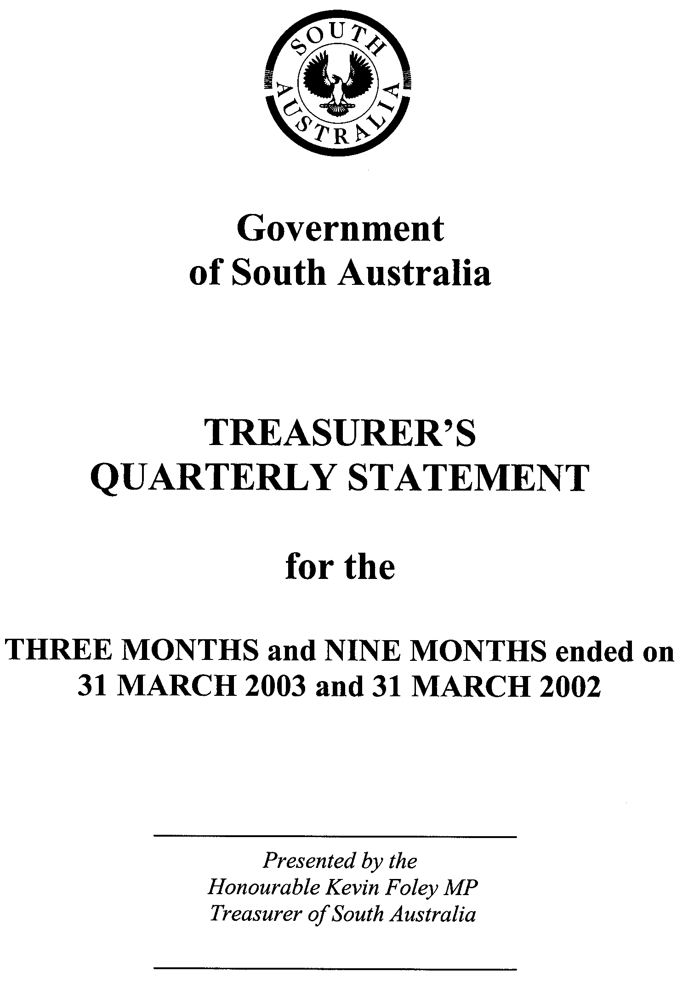 SOUTH
AUSTRALIA
Government
of South Australia
TREASURER’S
QUARTERLY STATEMENT
for the
THREE MONTHS and NINE MONTHS ended on
31 MARCH 2003 and 31 MARCH 2002
Presented by the
Honourable Kevin Foley MP
Treasurer of South Australia